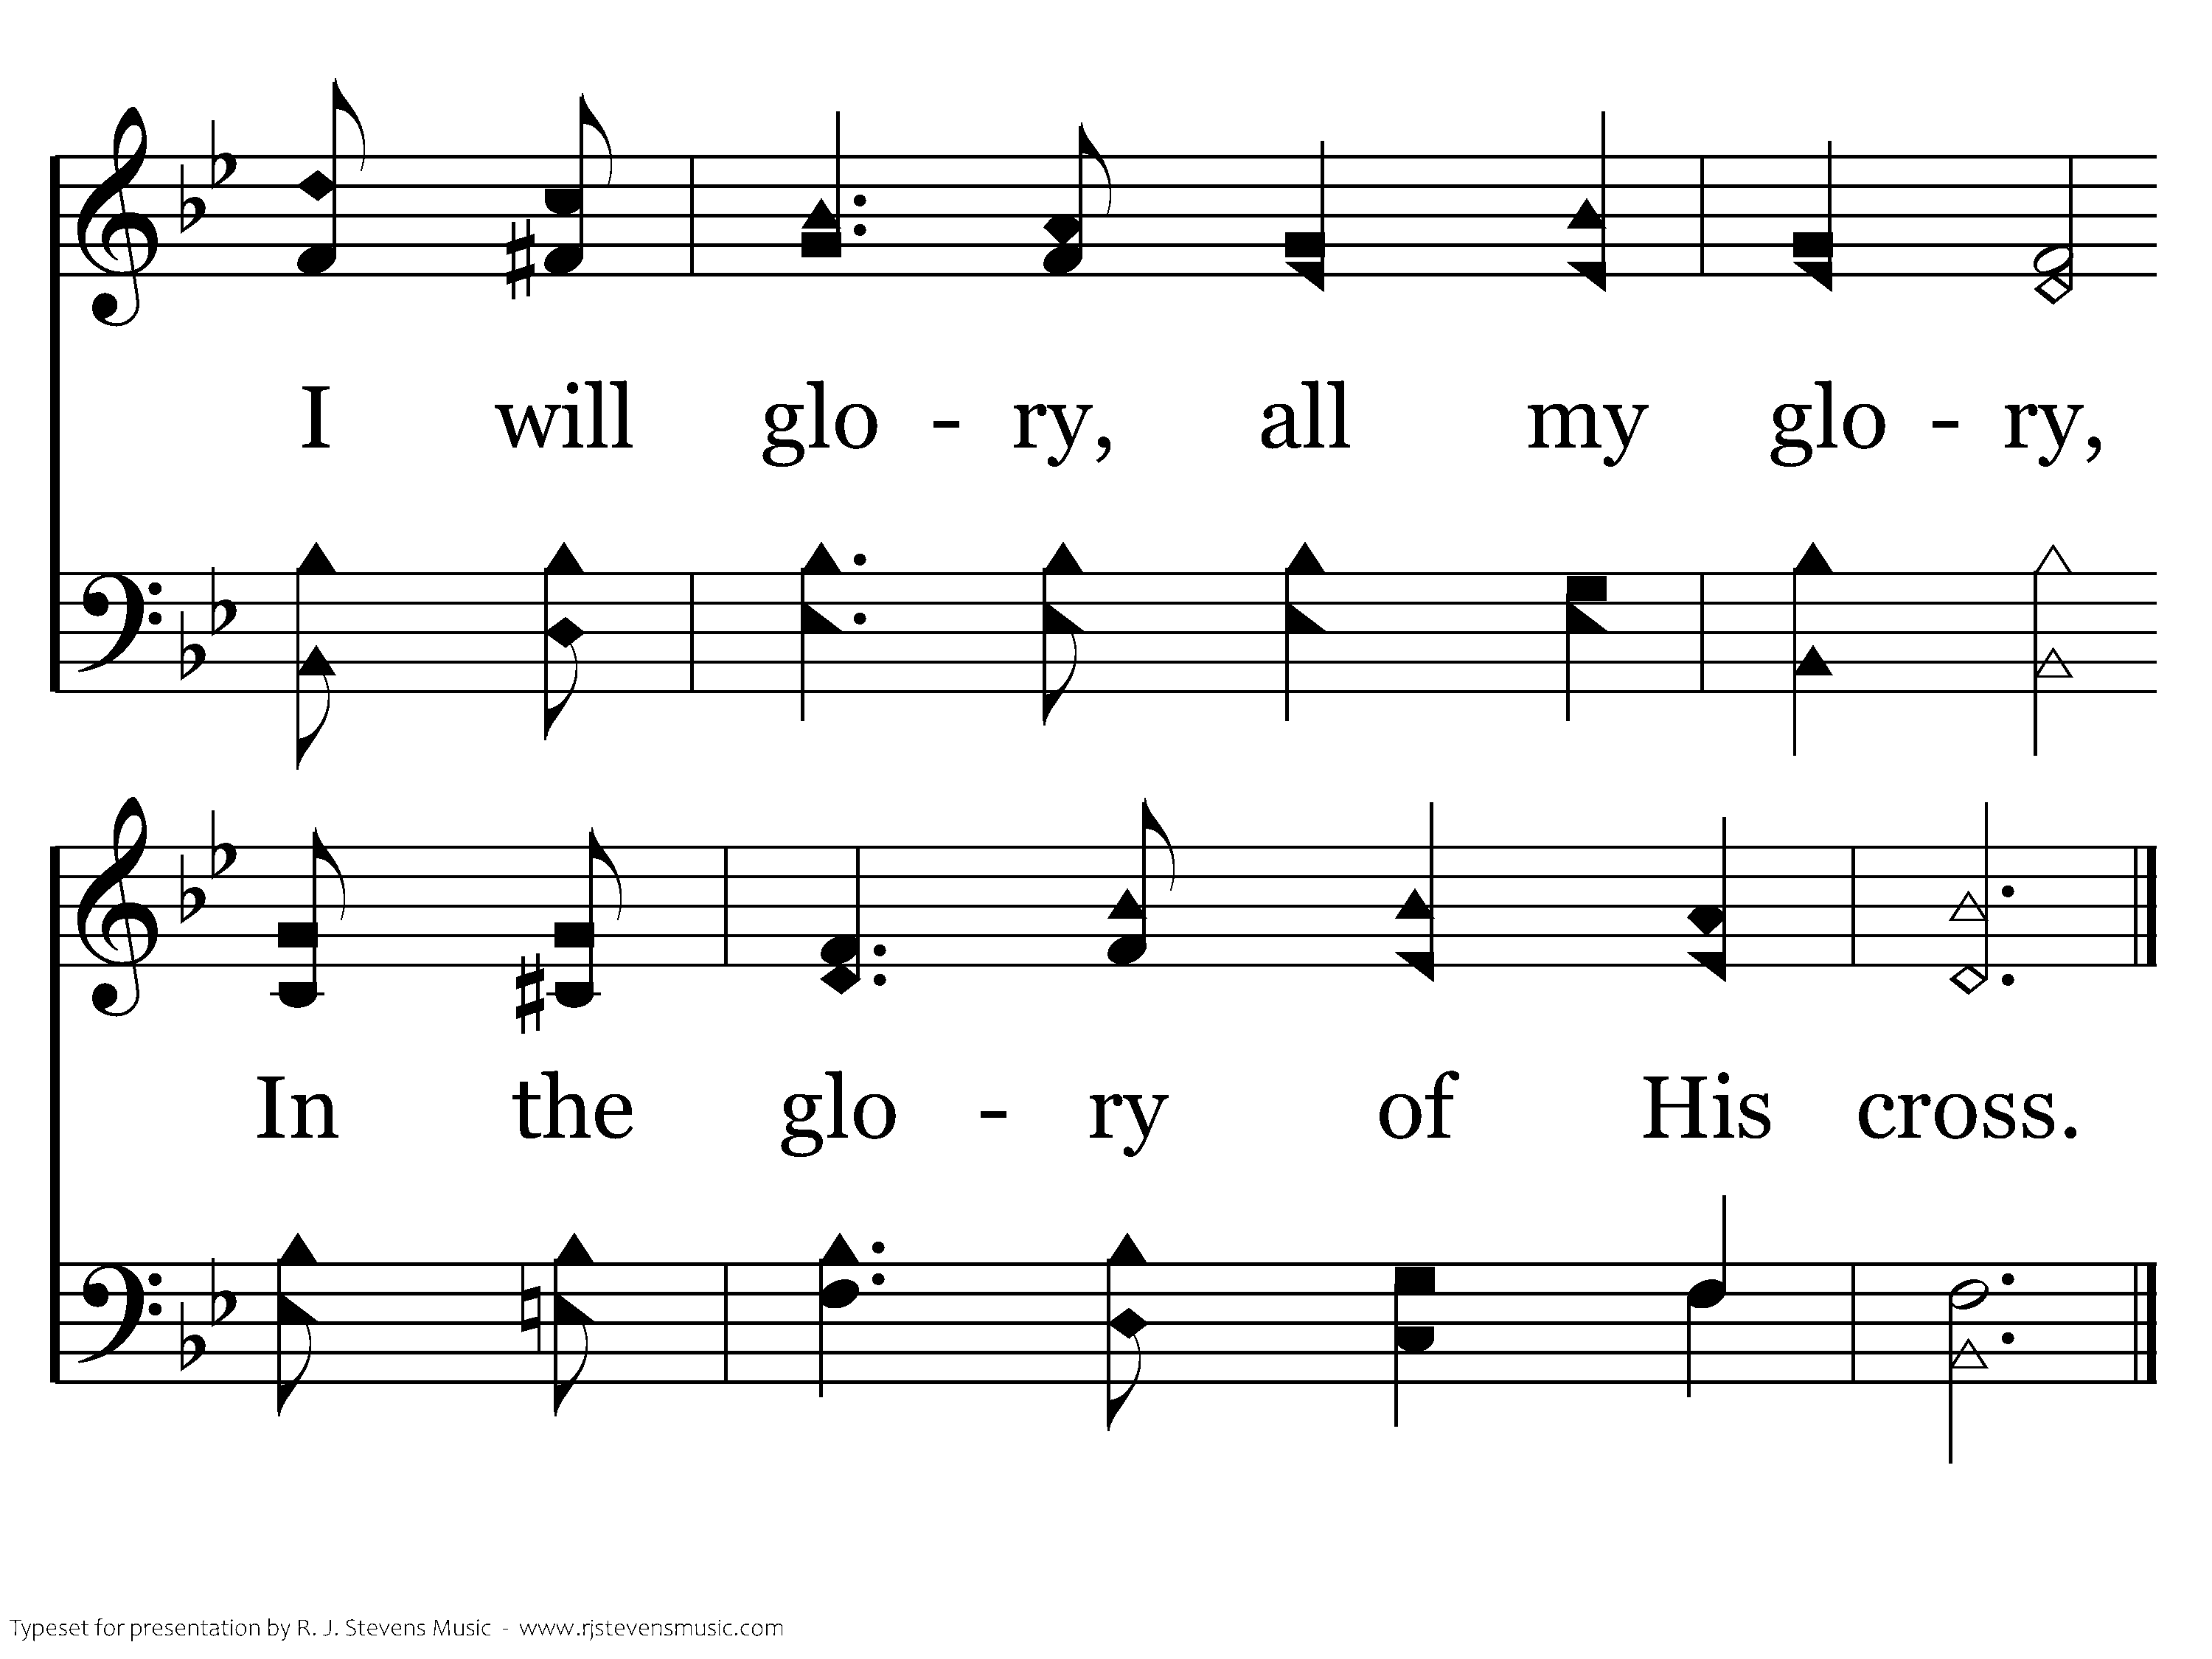 I will glo - ry, all my glo - ry,
In the glo - ry of His cross.
Typeset for presentation by R. J. Stevens Music - www.rjstevensmusic.com